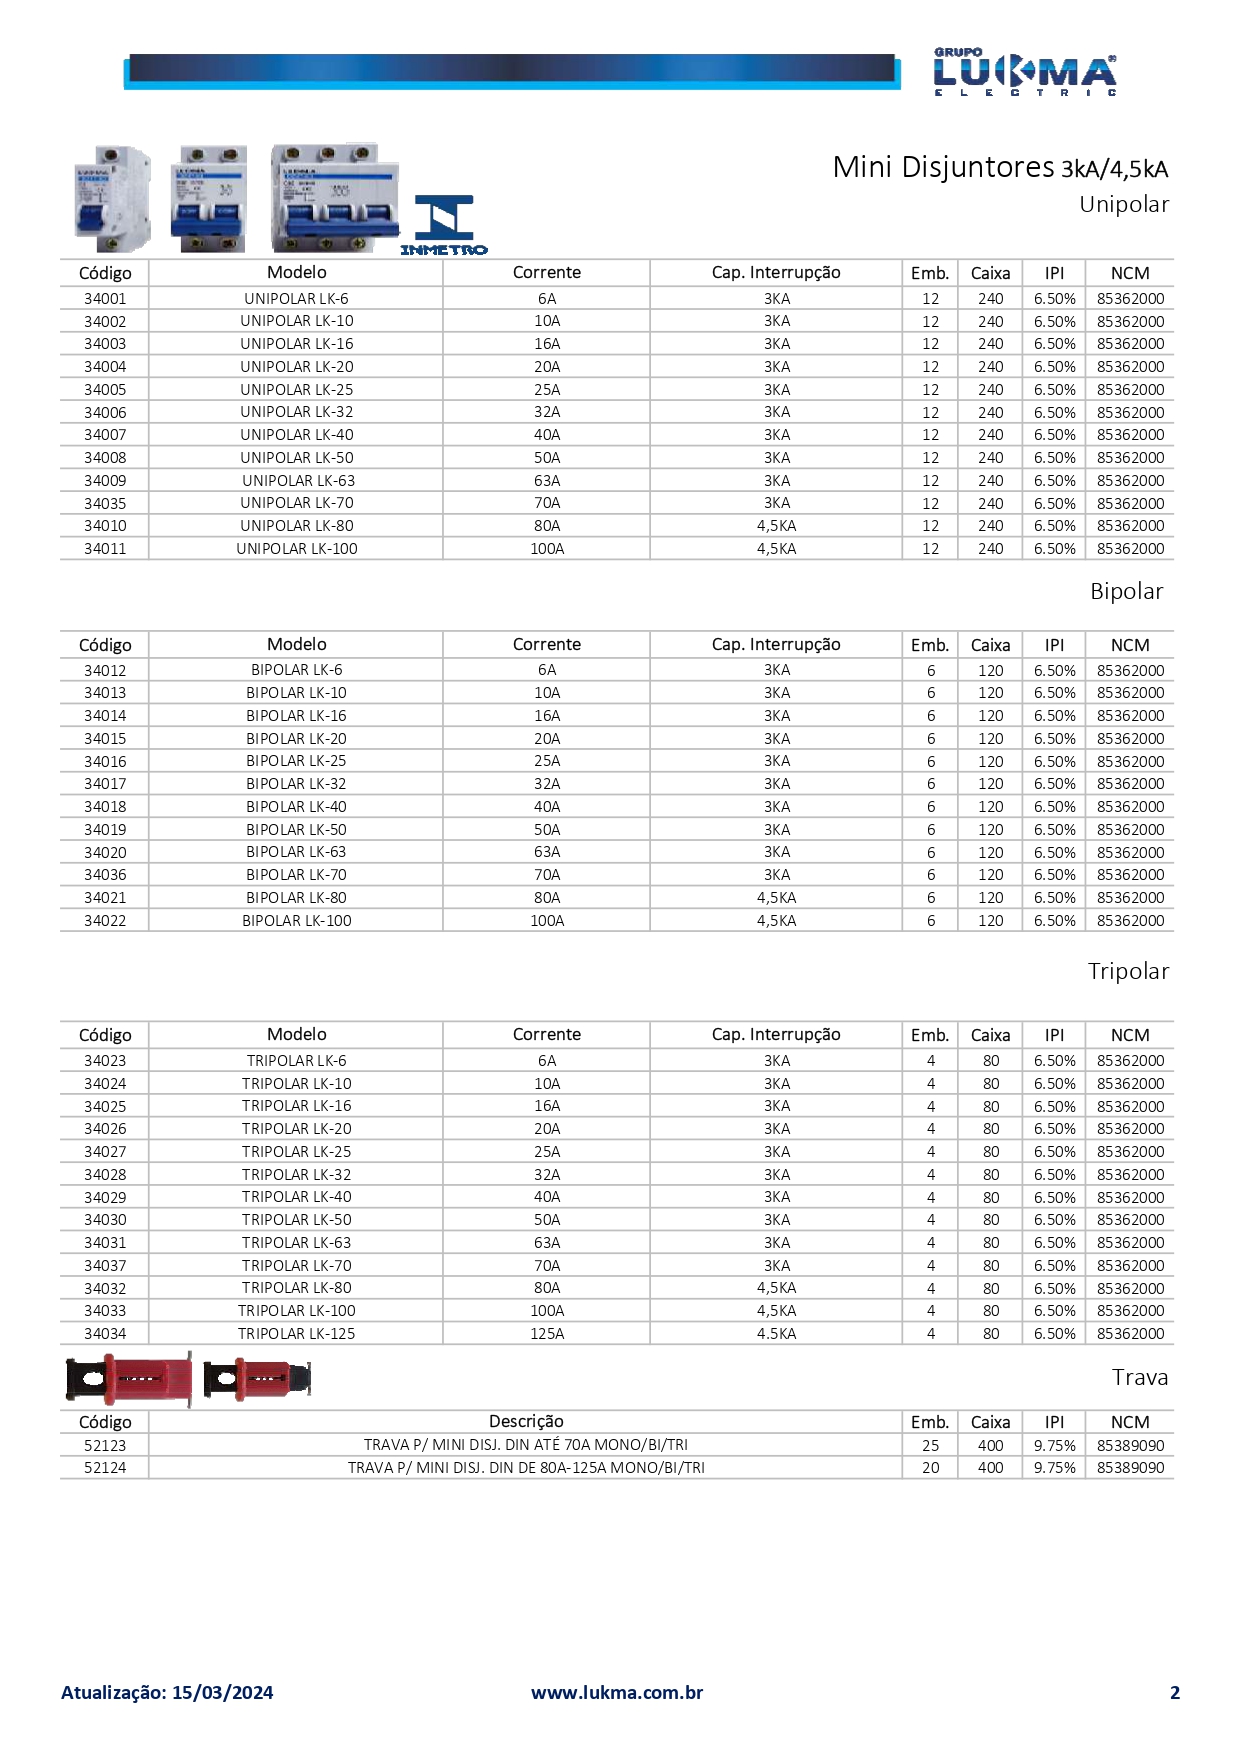 GRUPO
LUKMA®
ELECTRIC
Mini Disjuntores 3kA/4,5kA
Unipolar
INMETRO
Código Modelo Corrente Cap. Interrupção Emb. Caixa IPI NCM
34001 UNIPOLAR LK-6 6A 3KA 12 240 6.50% 85362000
34002 UNIPOLAR LK-10 10A 3KA 12 240 6.50% 85362000
34003 UNIPOLAR LK-16 16A 3KA 12 240 6.50% 85362000
34004 UNIPOLAR LK-20 20A 3KA 12 240 6.50% 85362000
34005 UNIPOLAR LK-25 25A 3KA 12 240 6.50% 85362000
34006 UNIPOLAR LK-32 32A 3KA 12 240 6.50% 85362000
34007 UNIPOLAR LK-40 40A 3KA 12 240 6.50% 85362000
34008 UNIPOLAR LK-50 50A 3KA 12 240 6.50% 85362000
34009 UNIPOLAR LK-63 63A 3KA 12 240 6.50% 85362000
34035 UNIPOLAR LK-70 70A 3KA 12 240 6.50% 85362000
34010 UNIPOLAR LK-80 80A 4,5KA 12 240 6.50% 85362000
34011 UNIPOLAR LK-100 100A 4,5KA 12 240 6.50% 85362000
Bipolar
Código Modelo Corrente Cap. Interrupção Emb. Caixa IPI NCM
34012 BIPOLAR LK-6 6A 3KA 6 120 6.50% 85362000
34013 BIPOLAR LK-10 10A 3KA 6 120 6.50% 85362000
34014 BIPOLAR LK-16 16A 3KA 6 120 6.50% 85362000
34015 BIPOLAR LK-20 20A 3KA 6 120 6.50% 85362000
34016 BIPOLAR LK-25 25A 3KA 6 120 6.50% 85362000
34017 BIPOLAR LK-32 32A 3KA 6 120 6.50% 85362000
34018 BIPOLAR LK-40 40A 3KA 6 120 6.50% 85362000
34019 BIPOLAR LK-50 50A 3KA 6 120 6.50% 85362000
34020 BIPOLAR LK-63 63A 3KA 6 120 6.50% 85362000
34036 BIPOLAR LK-70 70A 3KA 6 120 6.50% 85362000
34021 BIPOLAR LK-80 80A 4,5KA 6 120 6.50% 85362000
34022 BIPOLAR LK-100 100A 4,5KA 6 120 6.50% 85362000
Tripolar
Código Modelo Corrente Cap. Interrupção Emb. Caixa IPI NCM
34023 TRIPOLAR LK-6 6A 3KA 4 80 6.50% 85362000
34024 TRIPOLAR LK-10 10A 3KA 4 80 6.50% 85362000
34025 TRIPOLAR LK-16 16A 3KA 4 80 6.50% 85362000
34026 TRIPOLAR LK-20 20A 3KA 4 80 6.50% 85362000
34027 TRIPOLAR LK-25 25A 3KA 4 80 6.50% 85362000
34028 TRIPOLAR LK-32 32A 3KA 4 80 6.50% 85362000
34029 TRIPOLAR LK-40 40A 3KA 4 80 6.50% 85362000
34030 TRIPOLAR LK-50 50A 3KA 4 80 6.50% 85362000
34031 TRIPOLAR LK-63 63A 3KA 4 80 6.50% 85362000
34037 TRIPOLAR LK-70 70A 3KA 4 80 6.50% 85362000
34032 TRIPOLAR LK-80 80A 4,5KA 4 80 6.50% 85362000
34033 TRIPOLAR LK-100 100A 4,5KA 4 80 6.50% 85362000
34034 TRIPOLAR LK-125 125A 4.5KA 4 80 6.50% 85362000
Trava
Código Descrição Emb. Caixa IPI NCM
52123 TRAVA P/ MINI DISJ. DIN ATÉ 70A MONO/BI/TRI 25 400 9.75% 85389090
52124 TRAVA P/ MINI DISJ. DIN DE 80A-125A MONO/BI/TRI 20 400 9.75% 85389090
Atualização: 15/03/2024 www.lukma.com.br 2